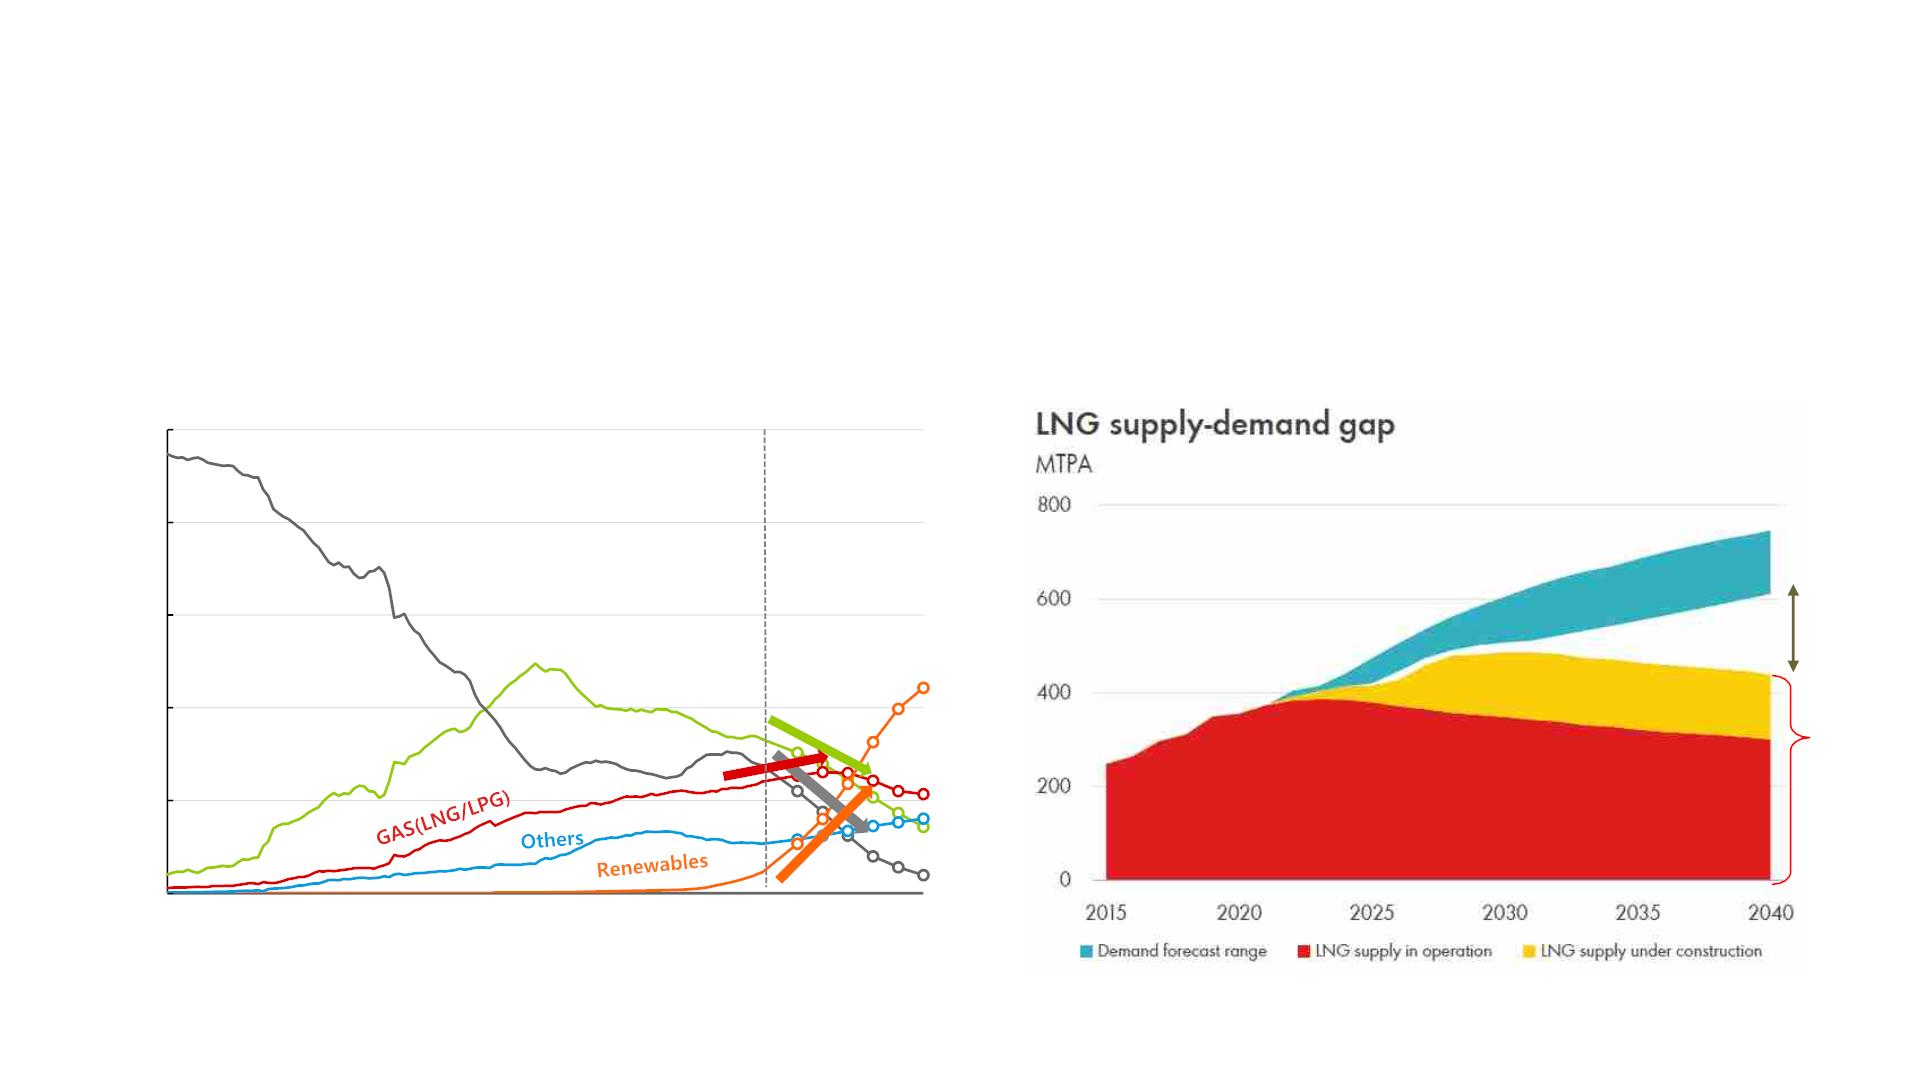 GAS(LNG/LPG)
Others
Renewables
LNG supply-demand gap
MTPA
800
600
400
200
0
2015 2020 2025 2030 2035 2040
Demand forecast range LNG supply in operation LNG supply under construction